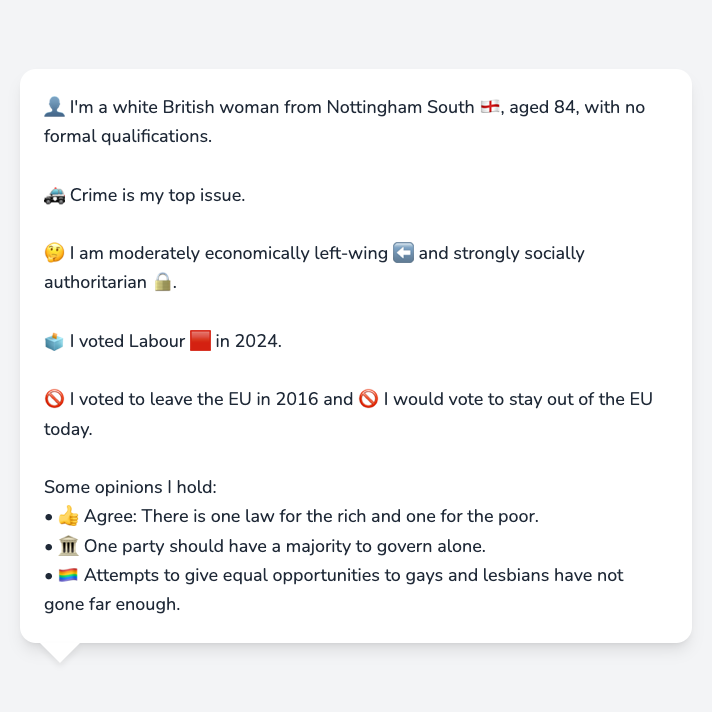 👤 I'm a white British woman from Nottingham South 🏴󠁧󠁢󠁥󠁮󠁧󠁿, aged 84, with no
formal qualifications.
🚓 Crime is my top issue.
🤔 I am moderately economically left-wing ⬅️ and strongly socially
authoritarian 🔒.
🗳️ I voted Labour 🟥 in 2024.
🚫 I voted to leave the EU in 2016 and 🚫 I would vote to stay out of the EU
today.
Some opinions I hold:
• 👍 Agree: There is one law for the rich and one for the poor.
• 🏛️ One party should have a majority to govern alone.
• 🏳️‍🌈 Attempts to give equal opportunities to gays and lesbians have not
gone far enough.